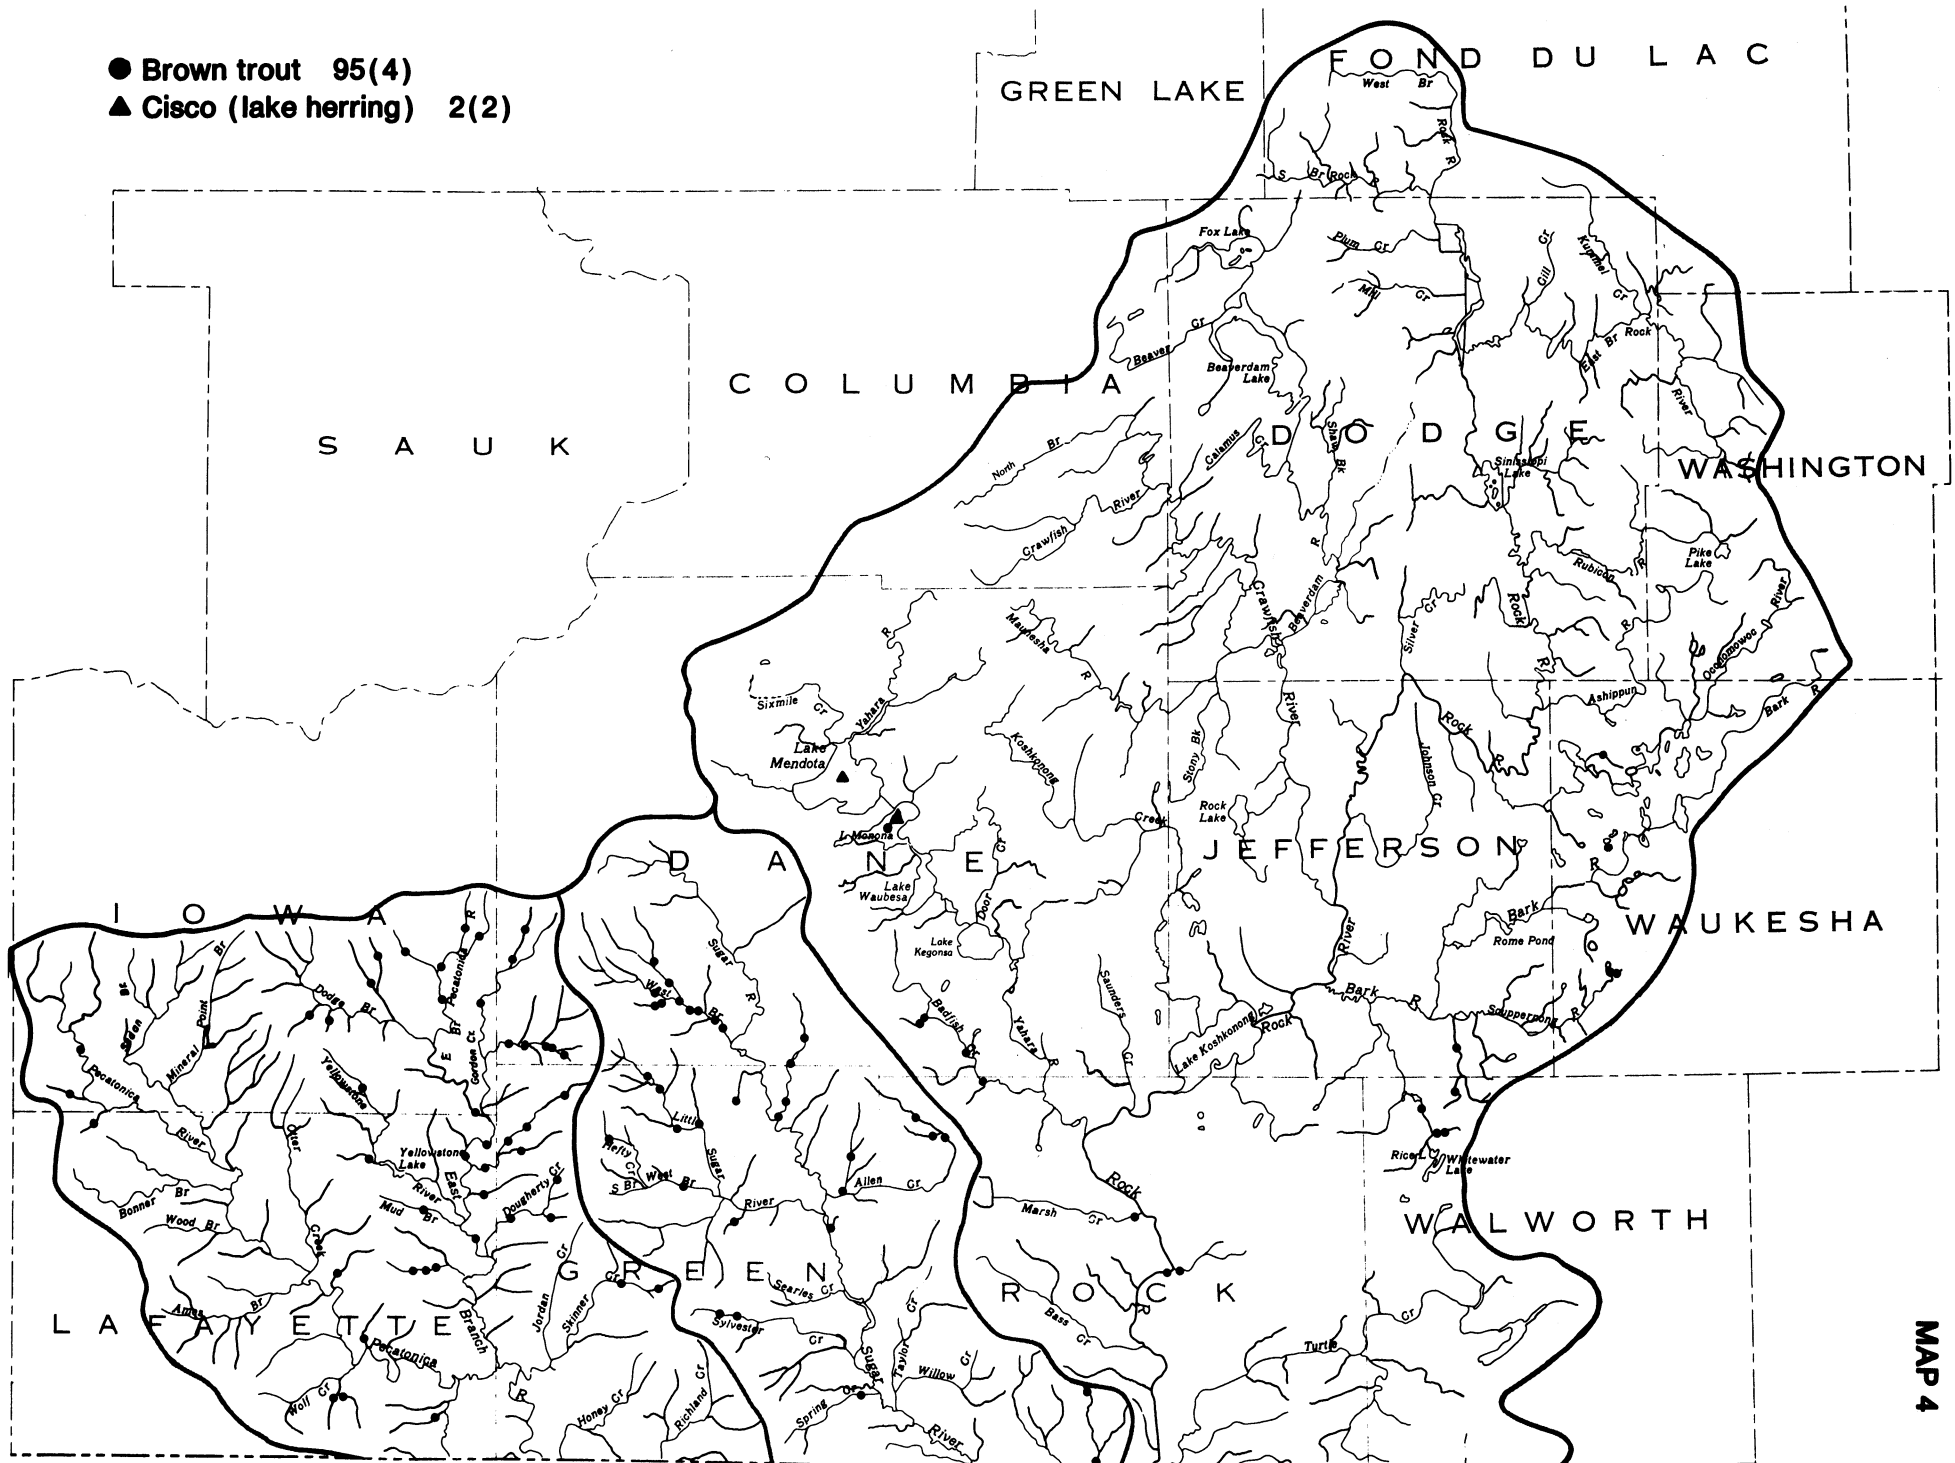 ● Brown trout 95(4)
▲ Cisco (lake herring) 2(2)
FOND DU LAC
GREEN LAKE
West Br
Rock R
S Br Rock R
Fox Lake
Plum Cr
Gill Cr
Kummel Cr
Mill Cr
Beaver Cr
East Br Rock
River
Beaverdam
Lake
COLUMBIA
SAUK
DODGE
WASHINGTON
North Br
Calamus Cr
Shaw Bk
Sinissippi
Lake
Crawfish River
Pike
Lake
Rubicon R
Rock
R
Crawfish
River
Beaverdam
R
Silver Cr
Maunesha
R
R
Oconomowoc
River
Ashippun
R
Bark R
Sixmile Cr
Yahara
R
Lake
Mendota
Koshkonong
Creek
Stony Bk
Johnson Cr
Rock
R
Rock
Lake
L Monona
DANE
JEFFERSON
Lake
Waubesa
Door
Cr
Lake
Kegonsa
Bark
R
Rome Pond
WAUKESHA
IOWA
Pecatonica
R
Br
E
Gordon Cr
Dodge Br
Mineral Point
Br
Pecatonica
River
Yellowstone
Sugar
R
West Br
Badfish
Cr
Yahara
R
Saunders
Cr
Lake Koshkonong
Rock
River
Bark R
Scuppernong
R
Otter
Creek
Yellowstone
Lake
River
East
Branch
Little
Sugar
Hefty
Cr
S Br West Br
River
Allen Cr
Dougherty Cr
Mud Br
Bonner Br
Wood Br
Rice L
Whitewater
Lake
WALWORTH
Marsh Cr
Rock
R
GREEN
ROCK
Jordan
Cr
Skinner
Cr
Searles Cr
Bass Cr
Ames Br
LAFAYETTE
Pecatonica
R
Sylvester
Cr
Sugar
River
Taylor
Cr
Willow Cr
Turtle
Cr
Wolf Cr
Honey Cr
Richland
Cr
Spring
Cr
MAP 4